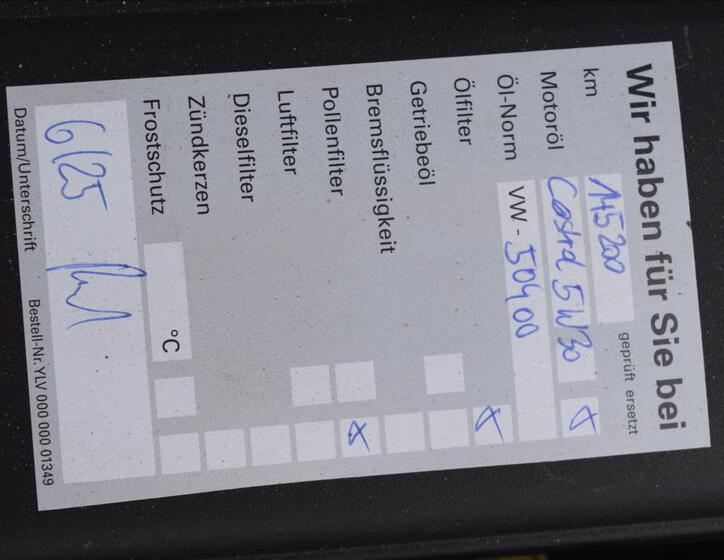 Wir haben für Sie bei
geprüft ersetzt
km 145200
Motoröl Castrol 5W30 x
Öl-Norm VW - 50400
Ölfilter x
Getriebeöl
Bremsflüssigkeit
Pollenfilter x
Luftfilter
Dieselfilter
Zündkerzen
Frostschutz °C
6/25
Datum/Unterschrift Bestell-Nr. YLV 000 000 01349